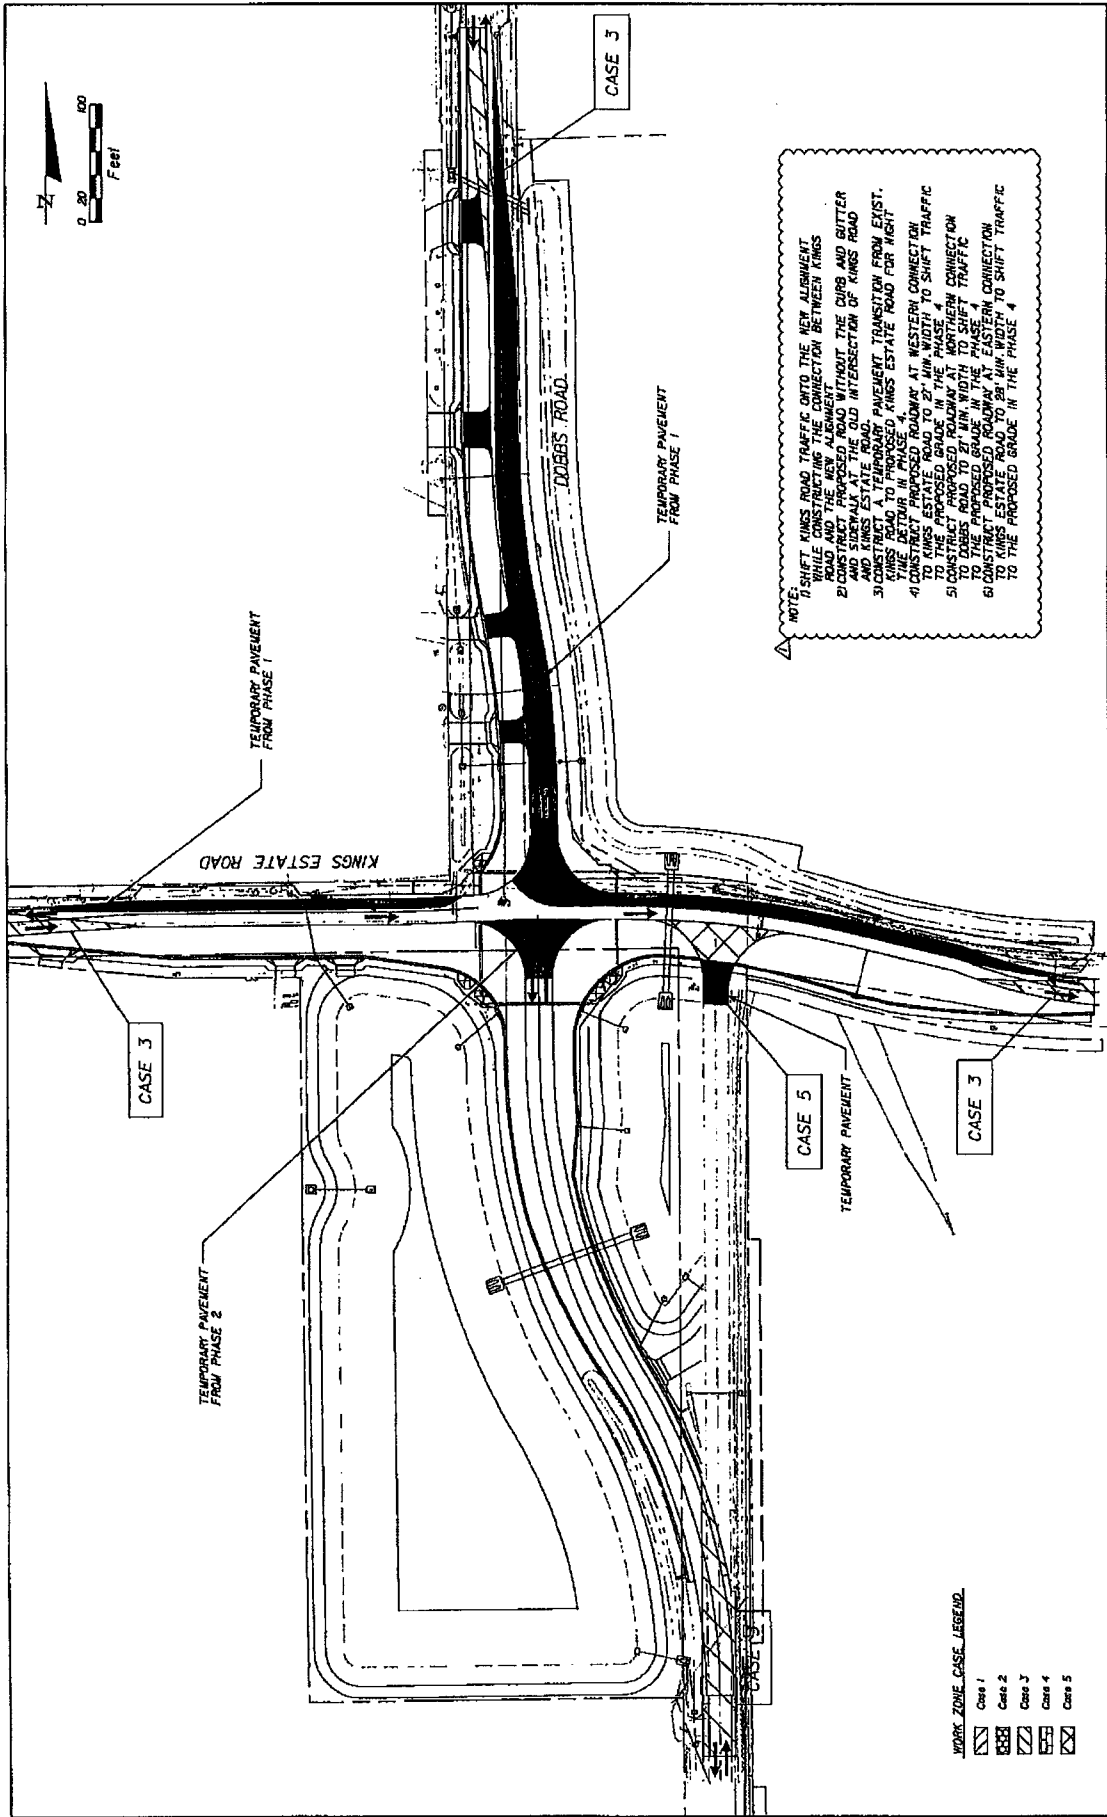 N
0 20 100
Feet
CASE 3
DOBBS ROAD
TEMPORARY PAVEMENT
FROM PHASE 1
TEMPORARY PAVEMENT
FROM PHASE 1
KINGS ESTATE ROAD
CASE 3
TEMPORARY PAVEMENT
FROM PHASE 2
CASE 5
TEMPORARY PAVEMENT
CASE 3
CASE
NOTE:
1) SHIFT KINGS ROAD TRAFFIC ONTO THE NEW ALIGNMENT
WHILE CONSTRUCTING THE CONNECTION BETWEEN KINGS
ROAD AND THE NEW ALIGNMENT
2) CONSTRUCT PROPOSED ROAD WITHOUT THE CURB AND GUTTER
AND SIDEWALK AT THE OLD INTERSECTION OF KINGS ROAD
AND KINGS ESTATE ROAD.
3) CONSTRUCT A TEMPORARY PAVEMENT TRANSITION FROM EXIST.
KINGS ROAD TO PROPOSED KINGS ESTATE ROAD FOR NIGHT
TIME DETOUR IN PHASE 4.
4) CONSTRUCT PROPOSED ROADWAY AT WESTERN CONNECTION
TO KINGS ESTATE ROAD TO 27' MIN. WIDTH TO SHIFT TRAFFIC
TO THE PROPOSED GRADE IN THE PHASE 4
5) CONSTRUCT PROPOSED ROADWAY AT NORTHERN CONNECTION
TO DOBBS ROAD TO 21' MIN. WIDTH TO SHIFT TRAFFIC
TO THE PROPOSED GRADE IN THE PHASE 4
6) CONSTRUCT PROPOSED ROADWAY AT EASTERN CONNECTION
TO KINGS ESTATE ROAD TO 28' MIN. WIDTH TO SHIFT TRAFFIC
TO THE PROPOSED GRADE IN THE PHASE 4
WORK ZONE CASE LEGEND
Case 1
Case 2
Case 3
Case 4
Case 5